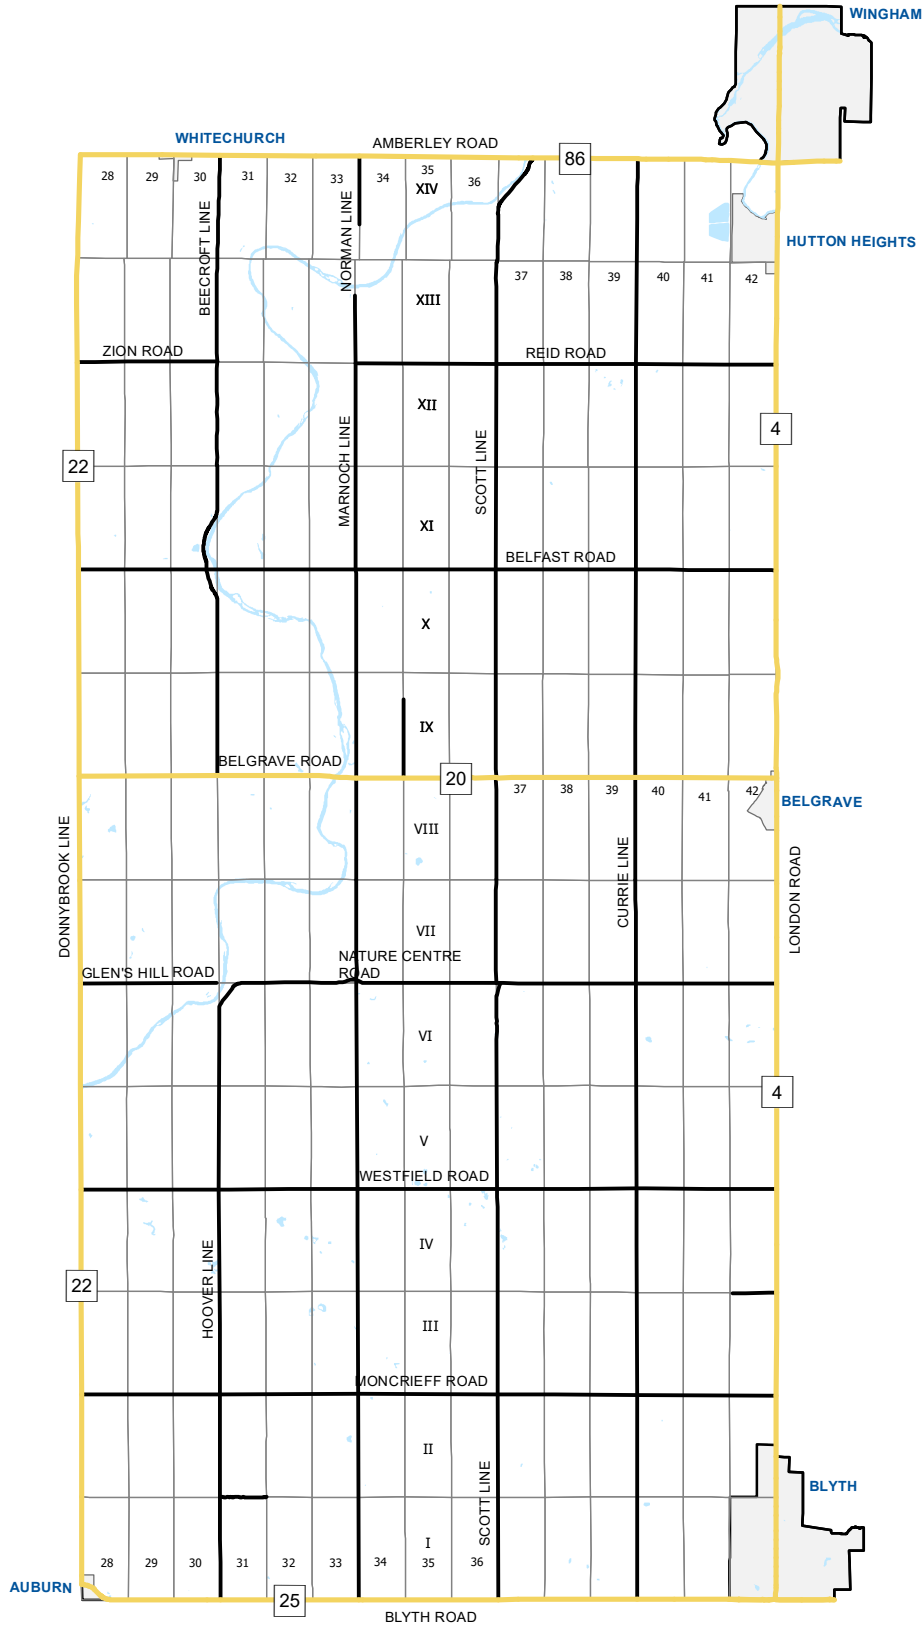 WINGHAM
WHITECHURCH
AMBERLEY ROAD
86
28 29 30 31 32 33 34 35 36
XIV
BEECROFT LINE
NORMAN LINE
HUTTON HEIGHTS
37 38 39 40 41 42
XIII
ZION ROAD
REID ROAD
XII
4
22
MARNOCH LINE
SCOTT LINE
XI
BELFAST ROAD
X
IX
BELGRAVE ROAD
20
37 38 39 40 41 42
BELGRAVE
VIII
DONNYBROOK LINE
CURRIE LINE
LONDON ROAD
VII
GLEN'S HILL ROAD
NATURE CENTRE
ROAD
VI
4
V
WESTFIELD ROAD
IV
22
HOOVER LINE
III
MONCRIEFF ROAD
II
SCOTT LINE
BLYTH
I
28 29 30 31 32 33 34 35 36
AUBURN
25
BLYTH ROAD